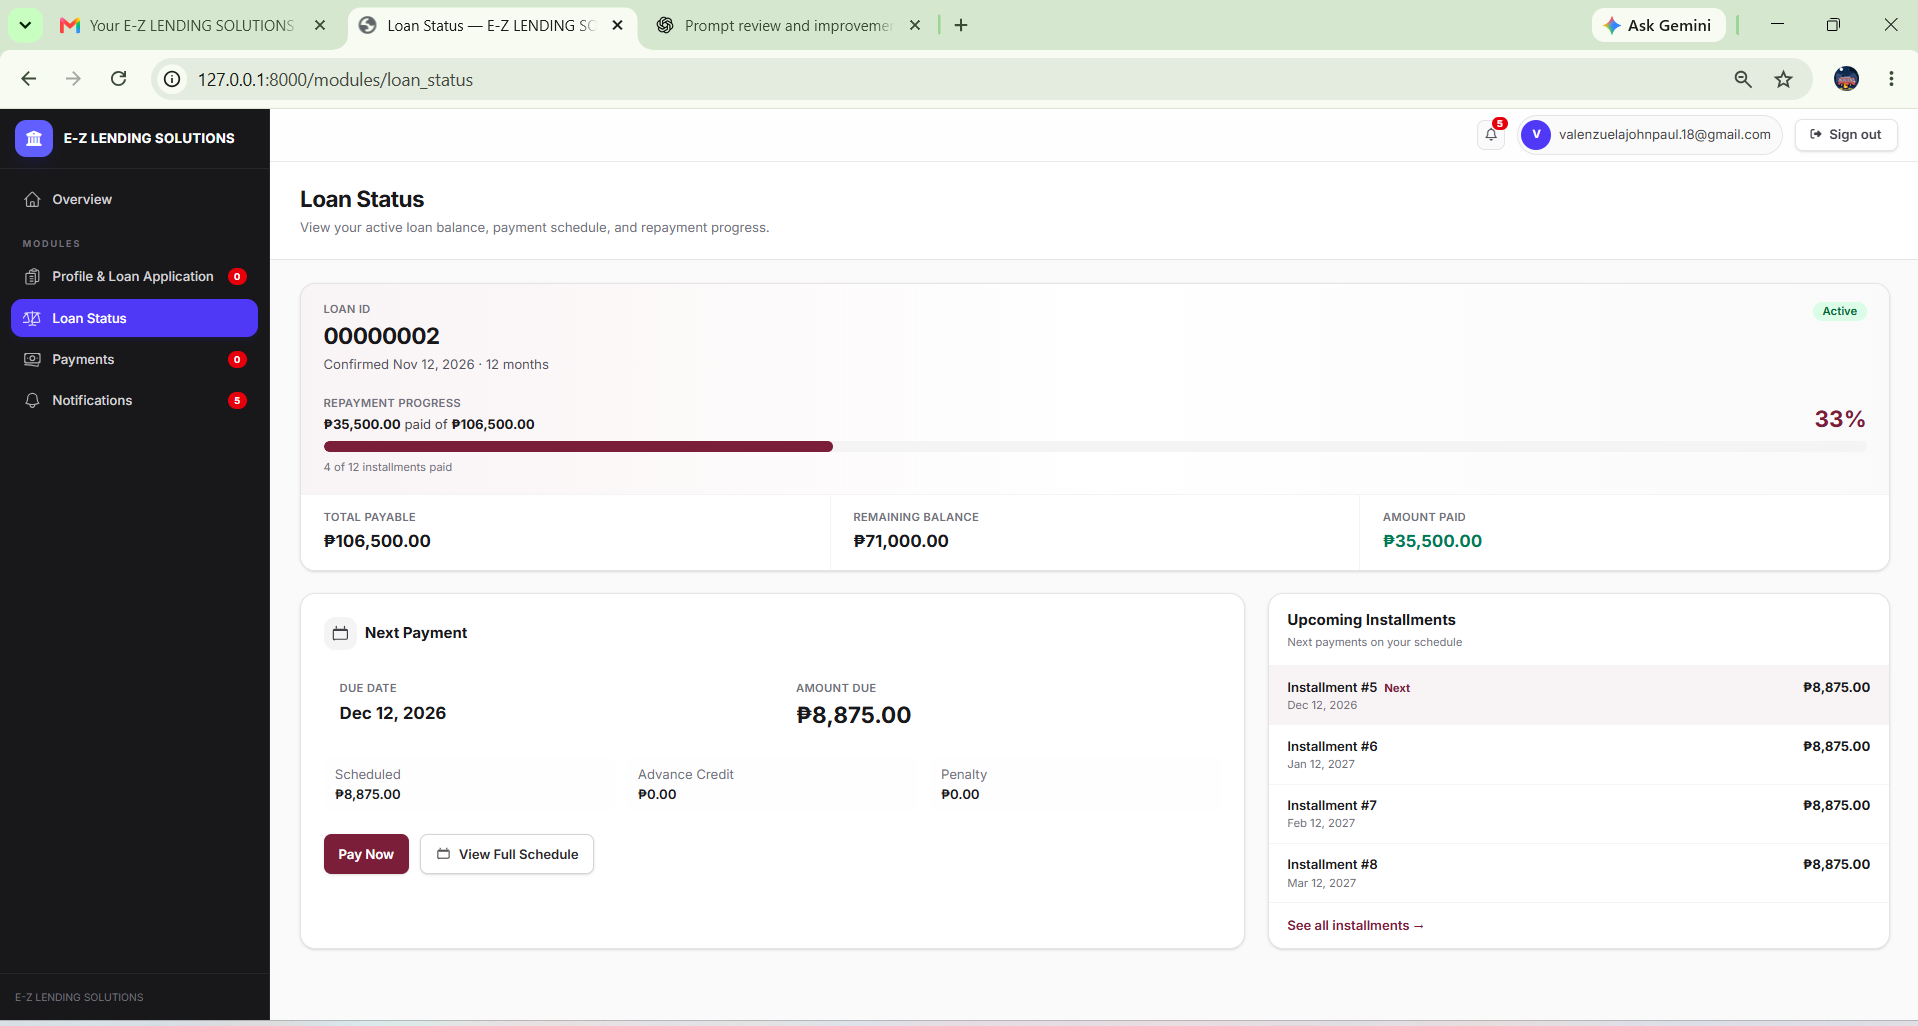 Your E-Z LENDING SOLUTIONS
Loan Status — E-Z LENDING SO
Prompt review and improvemen
Ask Gemini
127.0.0.1:8000/modules/loan_status
E-Z LENDING SOLUTIONS
5
V
valenzuelajohnpaul.18@gmail.com
Sign out
Overview
MODULES
Profile & Loan Application
0
Loan Status
Payments
0
Notifications
5
E-Z LENDING SOLUTIONS
Loan Status
View your active loan balance, payment schedule, and repayment progress.
LOAN ID
Active
00000002
Confirmed Nov 12, 2026 · 12 months
REPAYMENT PROGRESS
₱35,500.00 paid of ₱106,500.00
33%
4 of 12 installments paid
TOTAL PAYABLE
₱106,500.00
REMAINING BALANCE
₱71,000.00
AMOUNT PAID
₱35,500.00
Next Payment
DUE DATE
Dec 12, 2026
AMOUNT DUE
₱8,875.00
Scheduled
₱8,875.00
Advance Credit
₱0.00
Penalty
₱0.00
Pay Now
View Full Schedule
Upcoming Installments
Next payments on your schedule
Installment #5 Next
₱8,875.00
Dec 12, 2026
Installment #6
₱8,875.00
Jan 12, 2027
Installment #7
₱8,875.00
Feb 12, 2027
Installment #8
₱8,875.00
Mar 12, 2027
See all installments →